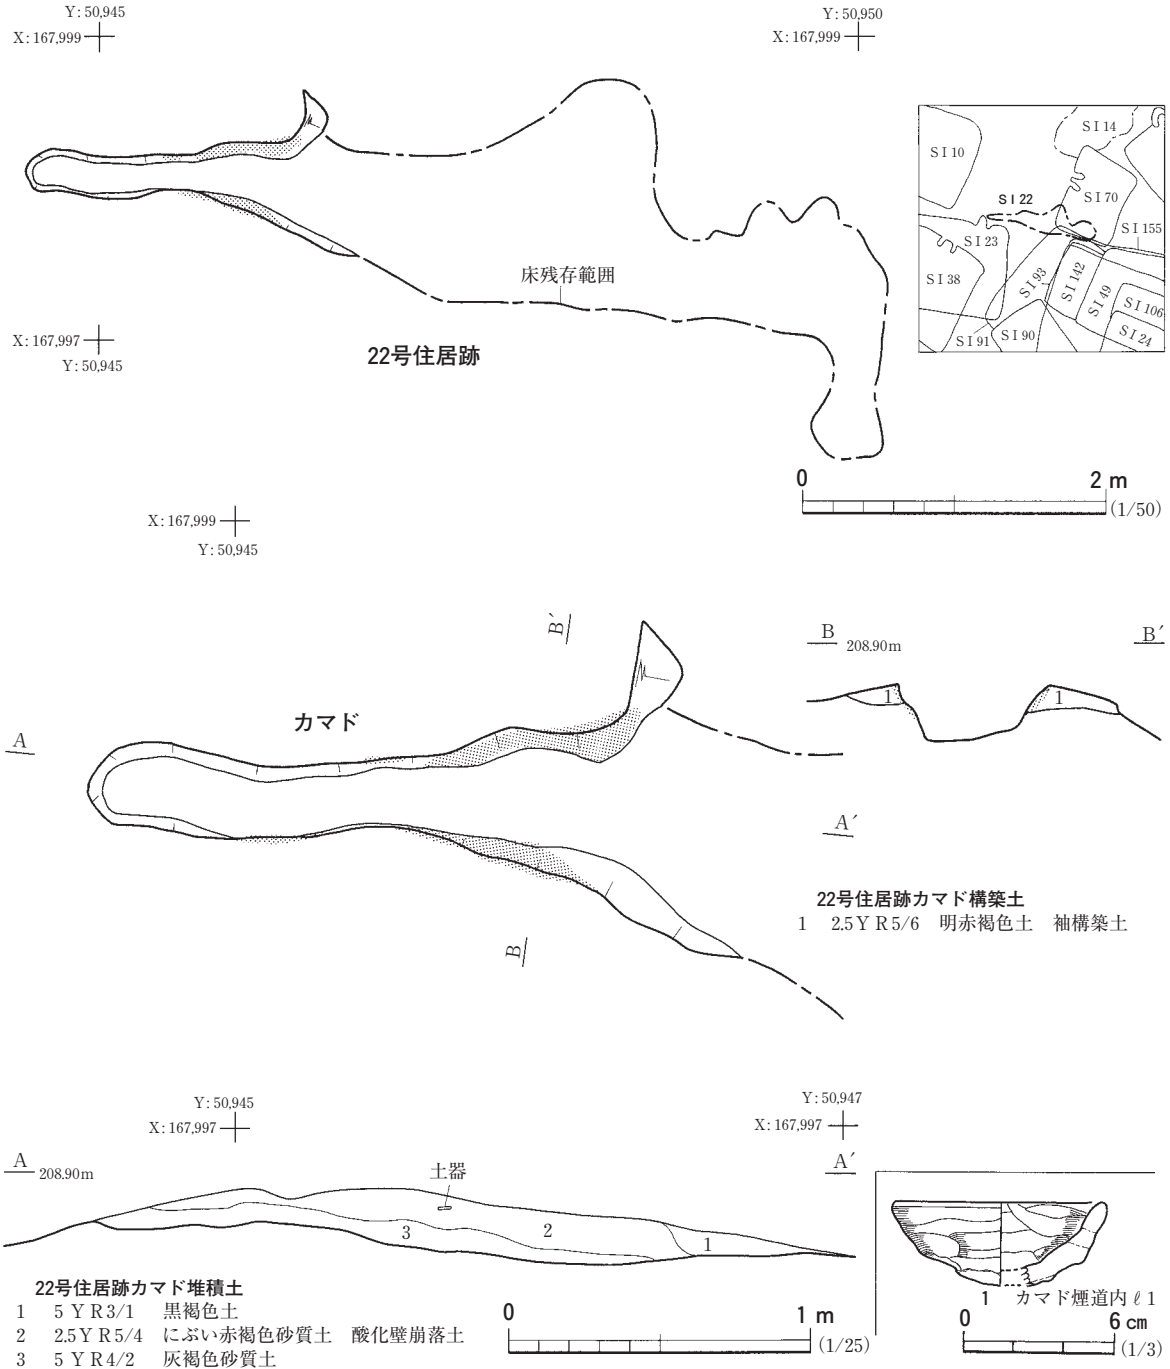 Y: 50,945
X: 167,999
Y: 50,950
X: 167,999
S I 14
S I 10
S I 22
S I 70
S I 155
S I 23
S I 38
S I 93
S I 142
S I 49
S I 106
S I 24
S I 91
S I 90
床残存範囲
X: 167,997
Y: 50,945
22号住居跡
0
2 m
(1/50)
X: 167,999
Y: 50,945
B′
B
208.90m
B′
1
1
カマド
A
A′
B
22号住居跡カマド構築土
1 2.5 Y R 5/6 明赤褐色土 袖構築土
Y: 50,945
X: 167,997
Y: 50,947
X: 167,997
A
208.90m
土器
A′
3
2
1
22号住居跡カマド堆積土
1 5 Y R 3/1 黒褐色土
2 2.5 Y R 5/4 にぶい赤褐色砂質土 酸化壁崩落土
3 5 Y R 4/2 灰褐色砂質土
0
1 m
(1/25)
1 カマド煙道内 ℓ 1
0
6 cm
(1/3)